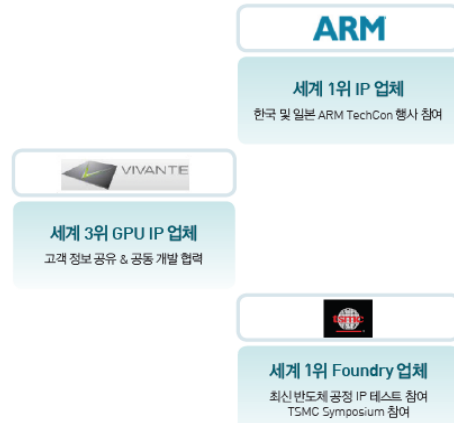 ARM
세계 1위 IP 업체
한국 및 일본 ARM TechCon 행사 참여
VIVANTE
세계 3위 GPU IP 업체
고객 정보 공유 & 공동 개발 협력
tsmc
세계 1위 Foundry 업체
최신 반도체 공정 IP 테스트 참여
TSMC Symposium 참여